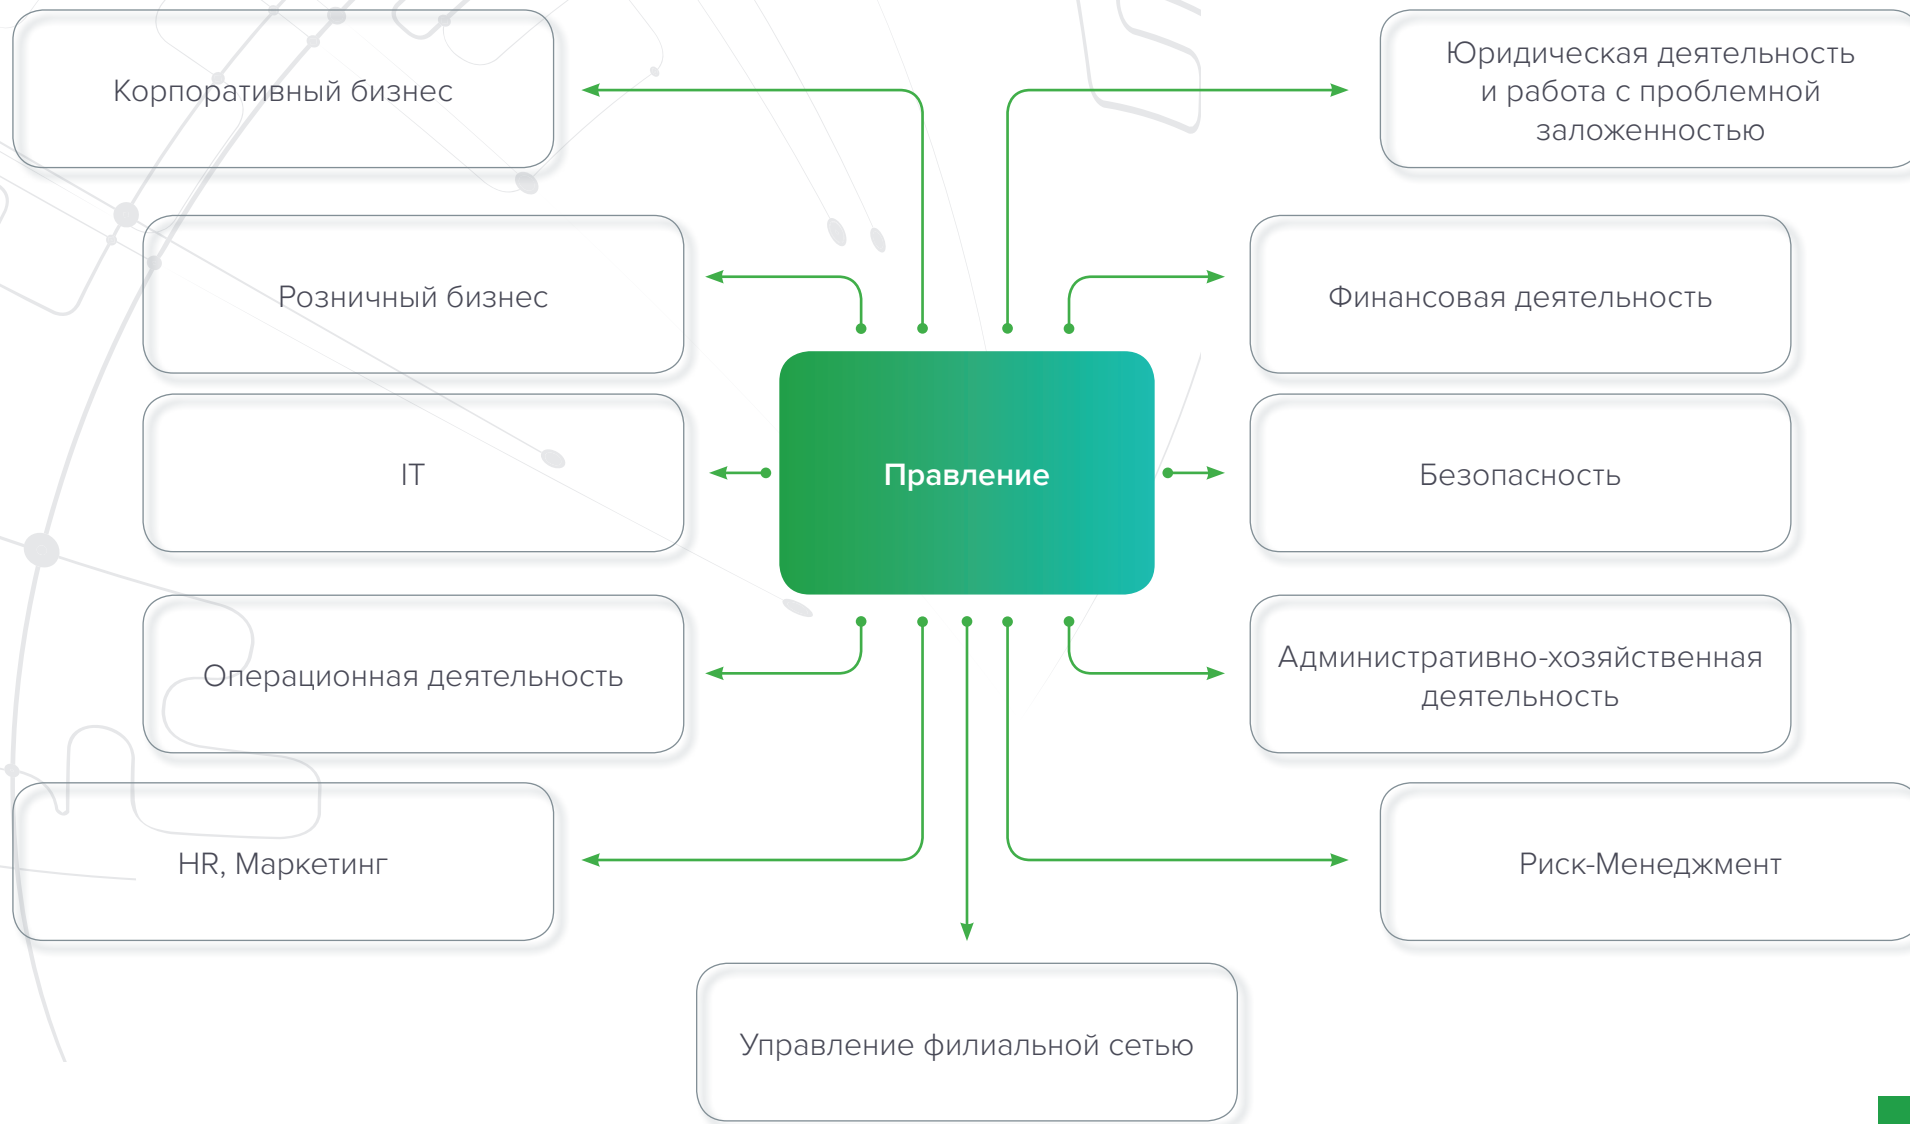 Корпоративный бизнес
Юридическая деятельность
и работа с проблемной
заложенностью
Розничный бизнес
Финансовая деятельность
IT
Правление
Безопасность
Операционная деятельность
Административно-хозяйственная
деятельность
HR, Маркетинг
Риск-Менеджмент
Управление филиальной сетью